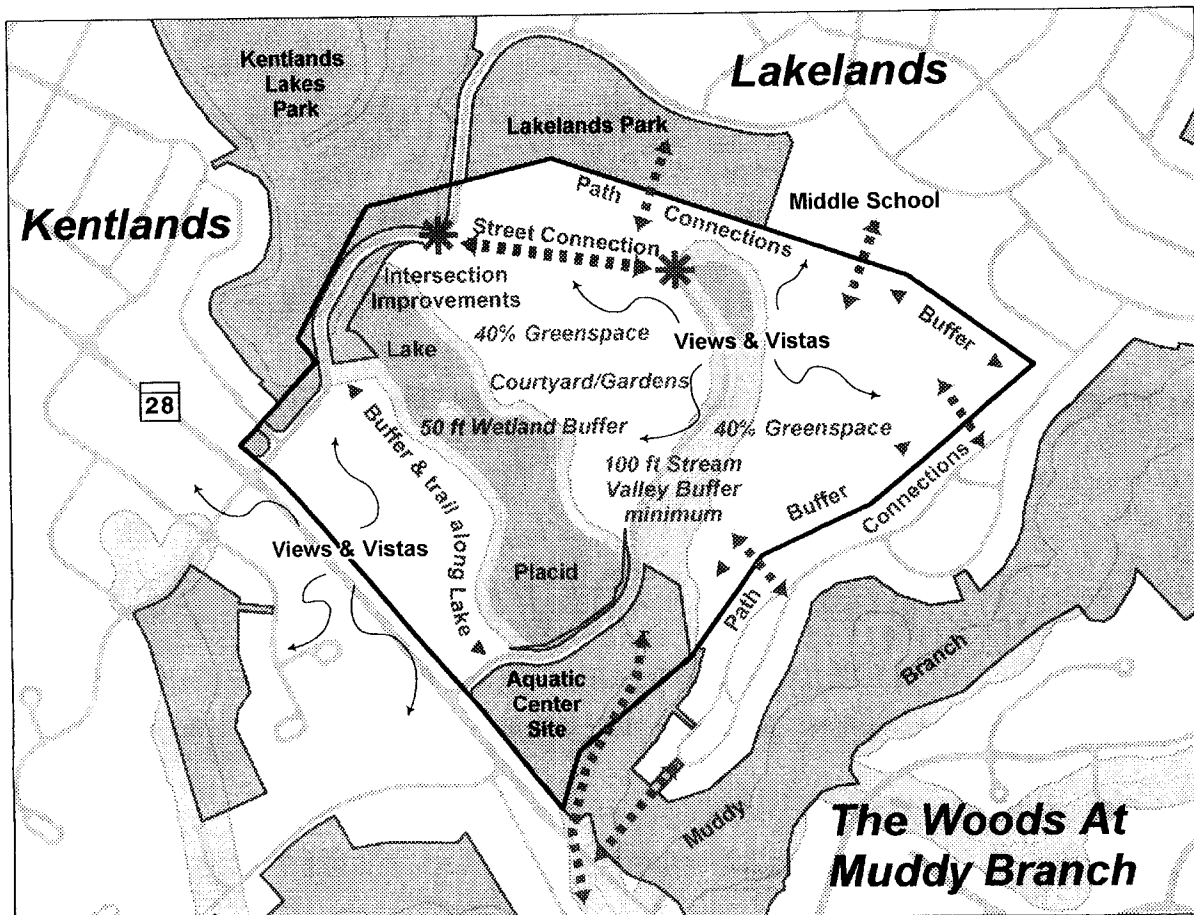 Kentlands
Lakes
Park
Lakelands
Lakelands Park
Kentlands
Path
Connections
Middle School
Street Connection
Intersection
Improvements
Buffer
Lake
40% Greenspace
Views & Vistas
28
Courtyard/Gardens
50 ft Wetland Buffer
40% Greenspace
Buffer & trail along Lake
100 ft Stream
Valley Buffer
minimum
Buffer
Connections
Views & Vistas
Placid
Path
Branch
Aquatic
Center
Site
Muddy
The Woods At
Muddy Branch